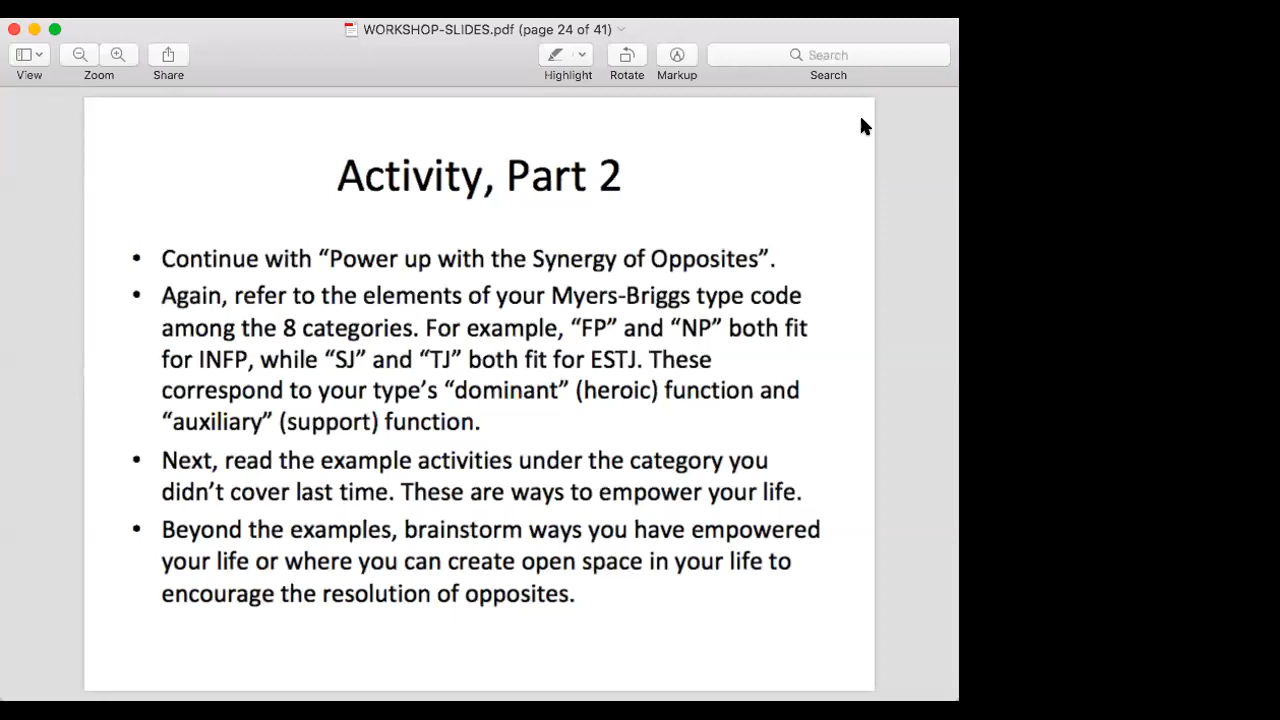 WORKSHOP-SLIDES.pdf (page 24 of 41)
View
Zoom
Share
Highlight
Rotate
Markup
Search
Search
Activity, Part 2
• Continue with “Power up with the Synergy of Opposites”.
• Again, refer to the elements of your Myers-Briggs type code
among the 8 categories. For example, “FP” and “NP” both fit
for INFP, while “SJ” and “TJ” both fit for ESTJ. These
correspond to your type’s “dominant” (heroic) function and
“auxiliary” (support) function.
• Next, read the example activities under the category you
didn’t cover last time. These are ways to empower your life.
• Beyond the examples, brainstorm ways you have empowered
your life or where you can create open space in your life to
encourage the resolution of opposites.